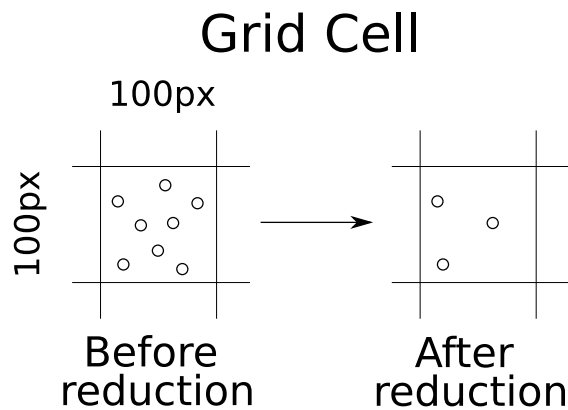 Grid Cell
100px
100px
Before
reduction
After
reduction